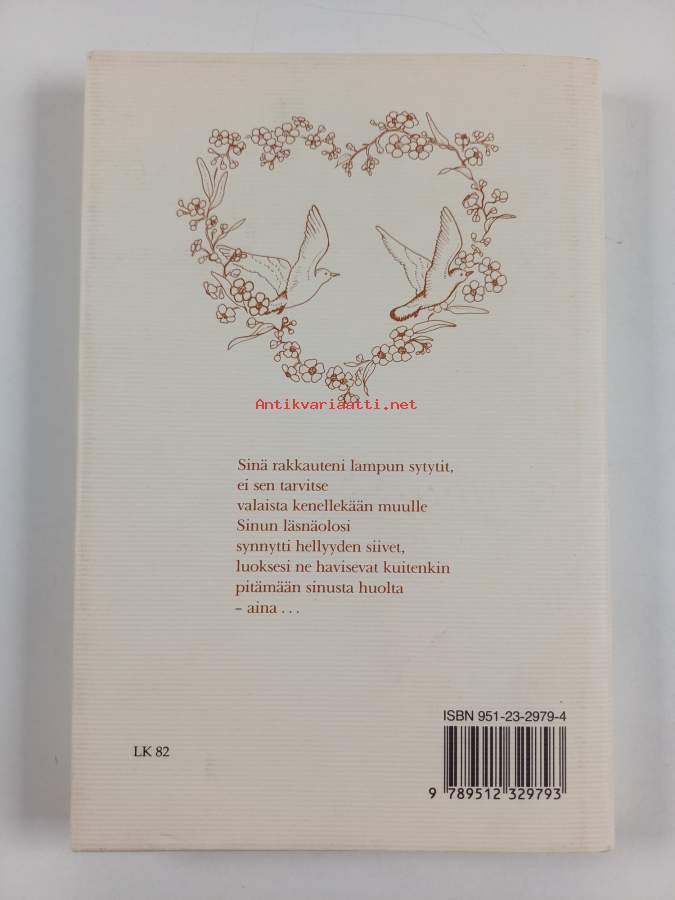 Antikvariaatti.net
Sinä rakkauteni lampun sytytit,
ei sen tarvitse
valaista kenellekään muulle
Sinun läsnäolosi
synnytti hellyyden siivet,
luoksesi ne havisevat kuitenkin
pitämään sinusta huolta
– aina . . .
ISBN 951-23-2979-4
LK 82
9 789512 329793